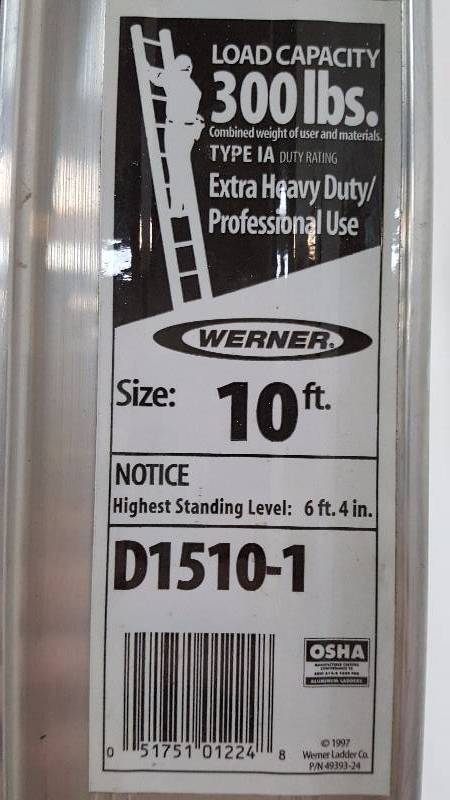 LOAD CAPACITY
300 lbs.
Combined weight of user and materials.
TYPE IA DUTY RATING
Extra Heavy Duty/
Professional Use
WERNER®
Size: 10 ft.
NOTICE
Highest Standing Level: 6 ft. 4 in.
D1510-1
OSHA
ALUMINUM LADDERS
0 51751 01224 8
© 1997
Werner Ladder Co.
P/N 49393-24